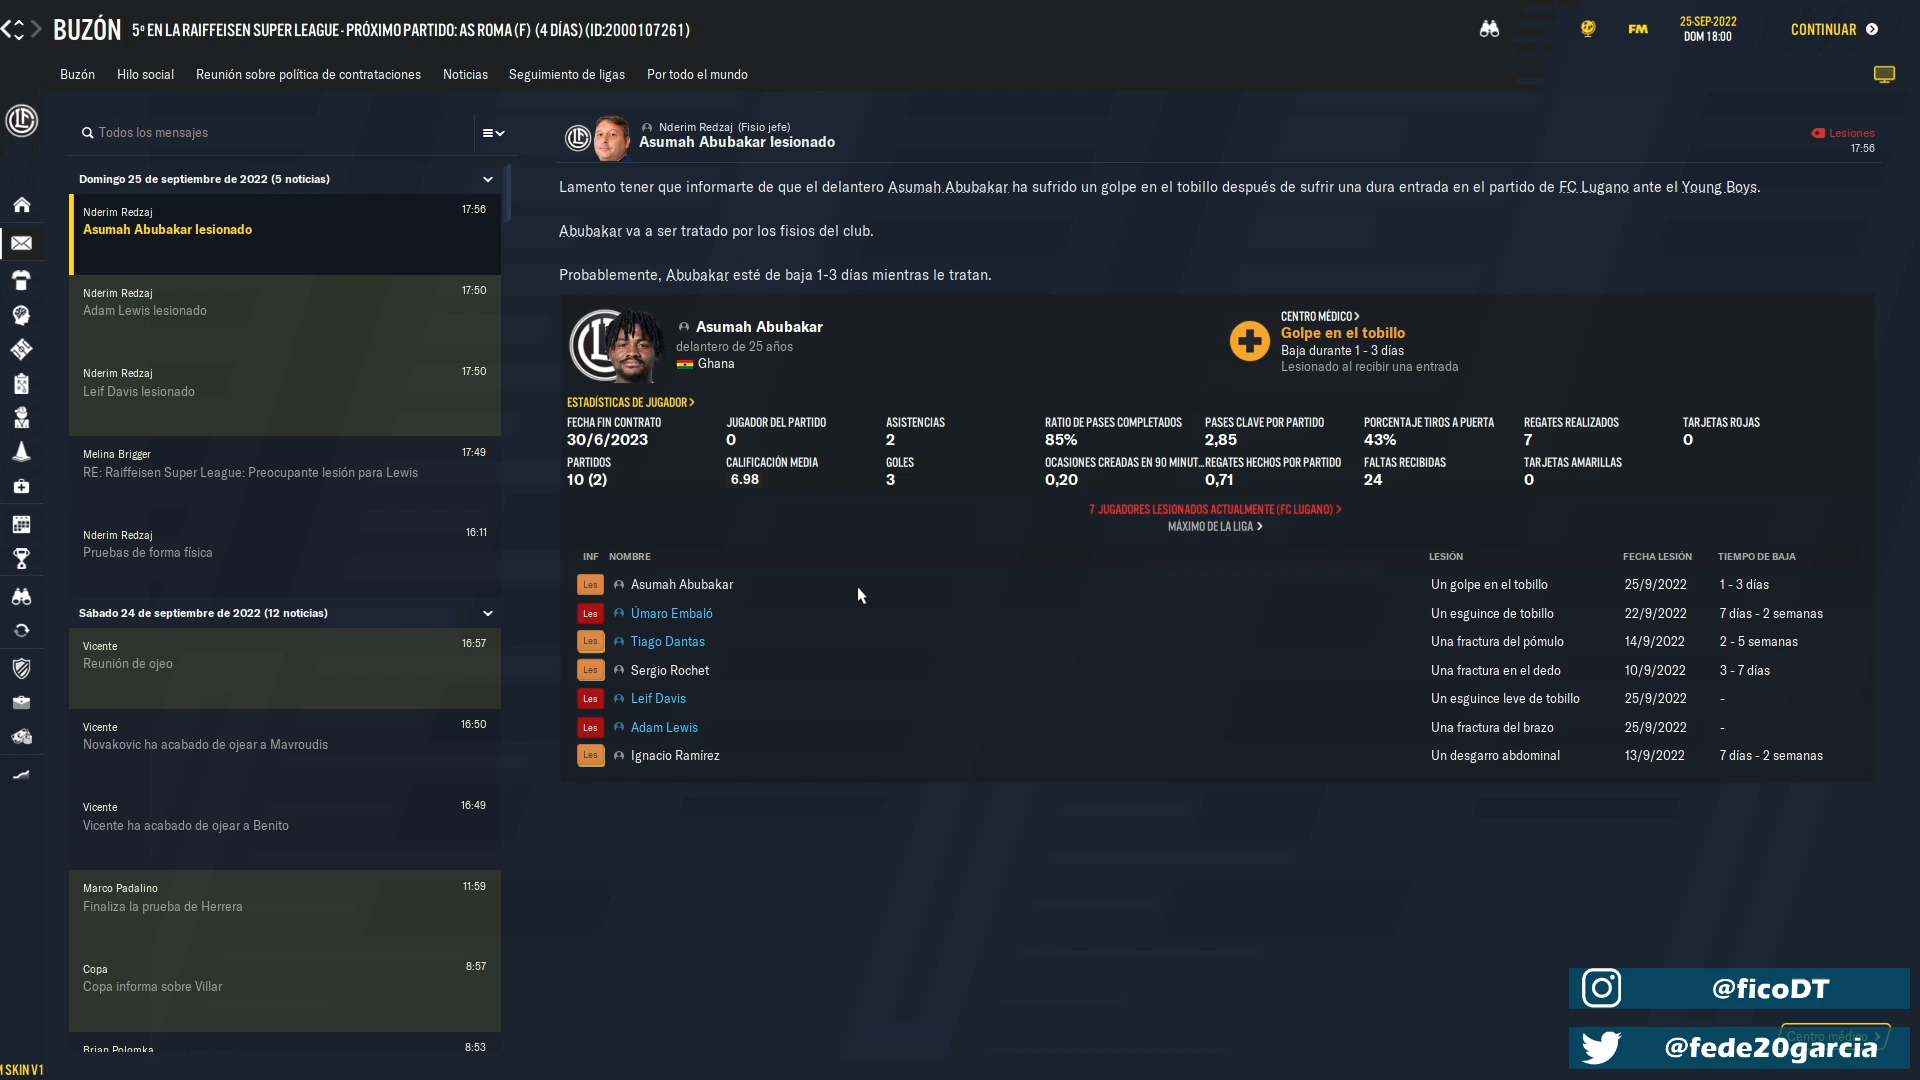 BUZÓN 5º EN LA RAIFFEISEN SUPER LEAGUE - PRÓXIMO PARTIDO: AS ROMA (F) (4 DÍAS) (ID:2000107261)
FM
25-SEP-2022
DOM 18:00
CONTINUAR
Buzón Hilo social Reunión sobre política de contrataciones Noticias Seguimiento de ligas Por todo el mundo
Todos los mensajes
Domingo 25 de septiembre de 2022 (5 noticias)
Nderim Redzaj 17:56
Asumah Abubakar lesionado
Nderim Redzaj 17:50
Adam Lewis lesionado
Nderim Redzaj 17:50
Leif Davis lesionado
Melina Brigger 17:49
RE: Raiffeisen Super League: Preocupante lesión para Lewis
Nderim Redzaj 16:11
Pruebas de forma física
Sábado 24 de septiembre de 2022 (12 noticias)
Vicente 16:57
Reunión de ojeo
Vicente 16:50
Novakovic ha acabado de ojear a Mavroudis
Vicente 16:49
Vicente ha acabado de ojear a Benito
Marco Padalino 11:59
Finaliza la prueba de Herrera
Copa 8:57
Copa informa sobre Villar
Brian Polomka 8:53
SKIN V1
Nderim Redzaj (Fisio jefe)
Asumah Abubakar lesionado
Lesiones
17:56
Lamento tener que informarte de que el delantero Asumah Abubakar ha sufrido un golpe en el tobillo después de sufrir una dura entrada en el partido de FC Lugano ante el Young Boys.
Abubakar va a ser tratado por los fisios del club.
Probablemente, Abubakar esté de baja 1-3 días mientras le tratan.
Asumah Abubakar
delantero de 25 años
Ghana
CENTRO MÉDICO
Golpe en el tobillo
Baja durante 1 - 3 días
Lesionado al recibir una entrada
ESTADÍSTICAS DE JUGADOR
FECHA FIN CONTRATO JUGADOR DEL PARTIDO ASISTENCIAS RATIO DE PASES COMPLETADOS PASES CLAVE POR PARTIDO PORCENTAJE TIROS A PUERTA REGATES REALIZADOS TARJETAS ROJAS
30/6/2023 0 2 85% 2,85 43% 7 0
PARTIDOS CALIFICACIÓN MEDIA GOLES OCASIONES CREADAS EN 90 MINUT... REGATES HECHOS POR PARTIDO FALTAS RECIBIDAS TARJETAS AMARILLAS
10 (2) 6.98 3 0,20 0,71 24 0
7 JUGADORES LESIONADOS ACTUALMENTE (FC LUGANO)
MÁXIMO DE LA LIGA
INF NOMBRE LESIÓN FECHA LESIÓN TIEMPO DE BAJA
Les Asumah Abubakar Un golpe en el tobillo 25/9/2022 1 - 3 días
Les Úmaro Embaló Un esguince de tobillo 22/9/2022 7 días - 2 semanas
Les Tiago Dantas Una fractura del pómulo 14/9/2022 2 - 5 semanas
Les Sergio Rochet Una fractura en el dedo 10/9/2022 3 - 7 días
Les Leif Davis Un esguince leve de tobillo 25/9/2022 -
Les Adam Lewis Una fractura del brazo 25/9/2022 -
Les Ignacio Ramírez Un desgarro abdominal 13/9/2022 7 días - 2 semanas
@ficoDT
Centro médico
@fede20garcia